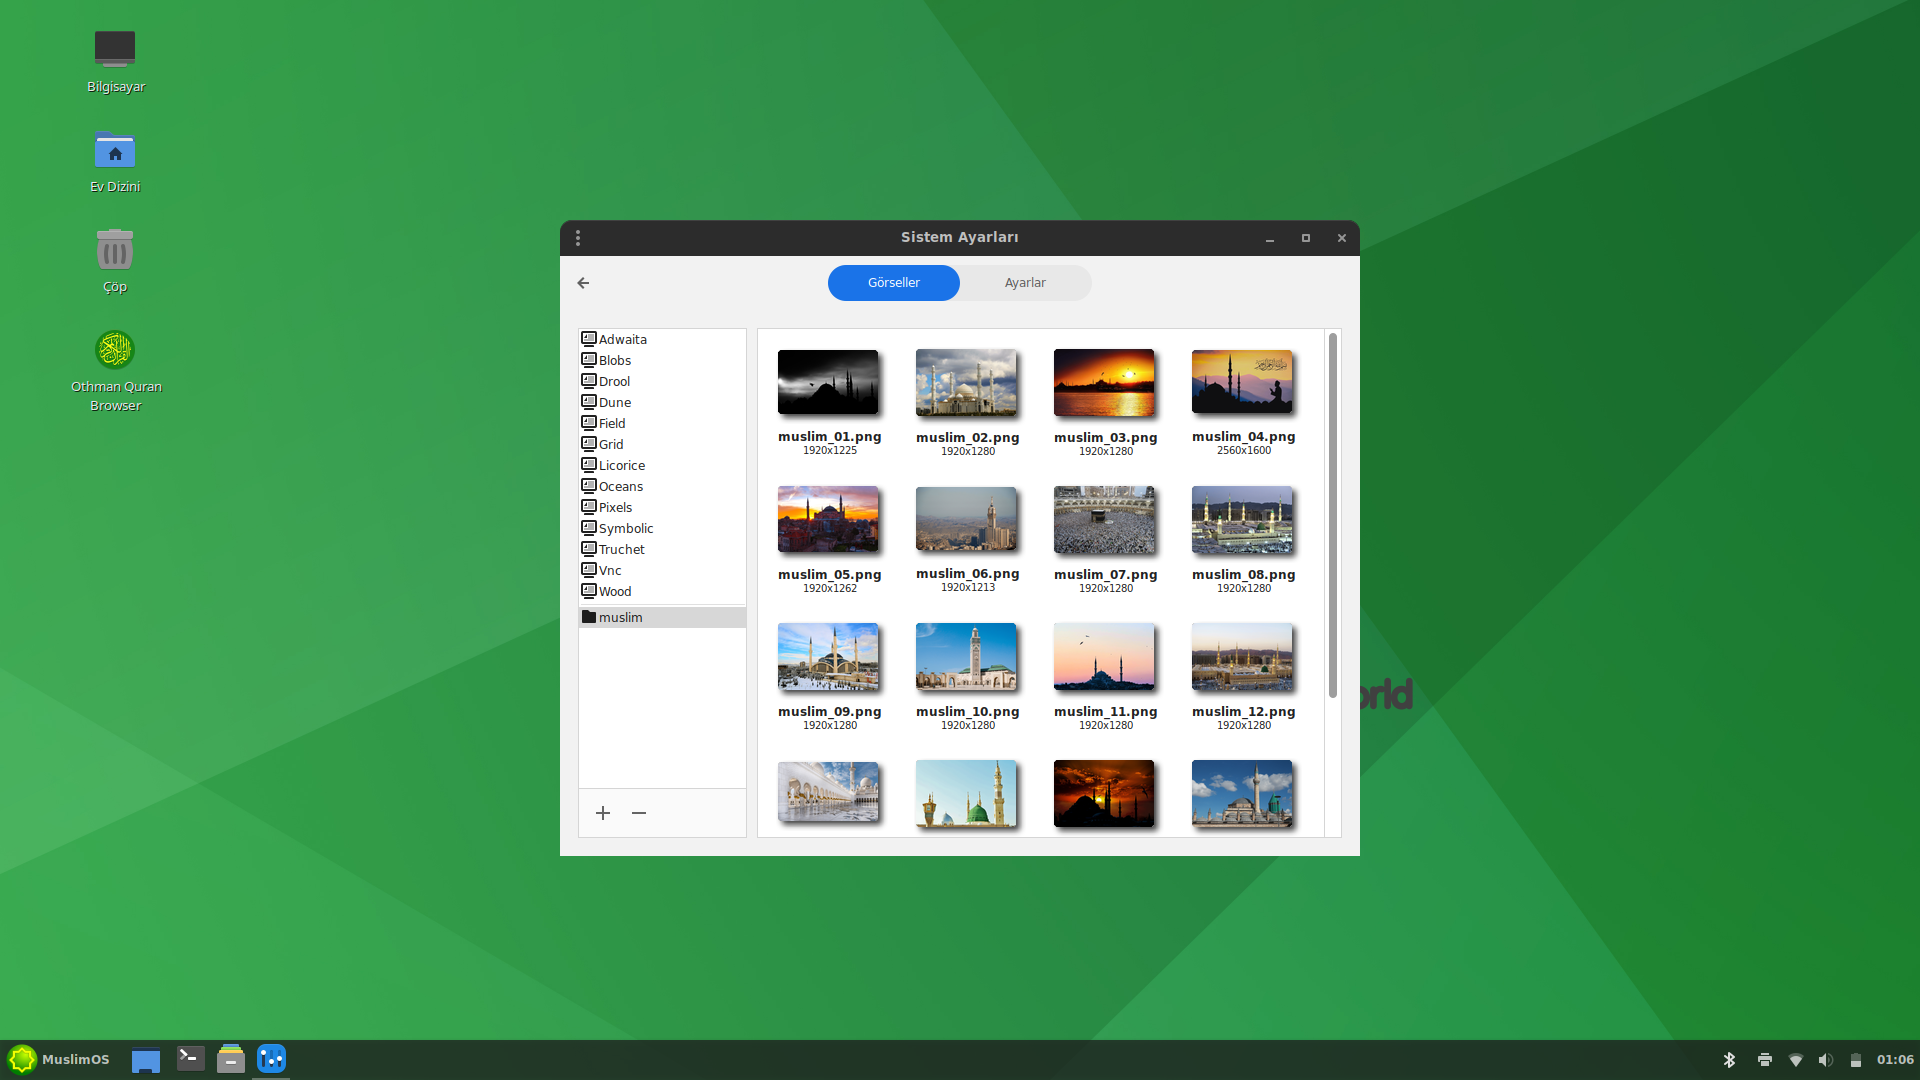 Bilgisayar
Ev Dizini
Çöp
Othman Quran
Browser
Sistem Ayarları
Görseller
Ayarlar
Adwaita
Blobs
Drool
Dune
Field
Grid
Licorice
Oceans
Pixels
Symbolic
Truchet
Vnc
Wood
muslim
muslim_01.png
1920x1225
muslim_02.png
1920x1280
muslim_03.png
1920x1280
muslim_04.png
2560x1600
muslim_05.png
1920x1262
muslim_06.png
1920x1213
muslim_07.png
1920x1280
muslim_08.png
1920x1280
muslim_09.png
1920x1280
muslim_10.png
1920x1280
muslim_11.png
1920x1280
muslim_12.png
1920x1280
orld
MuslimOS
01:06